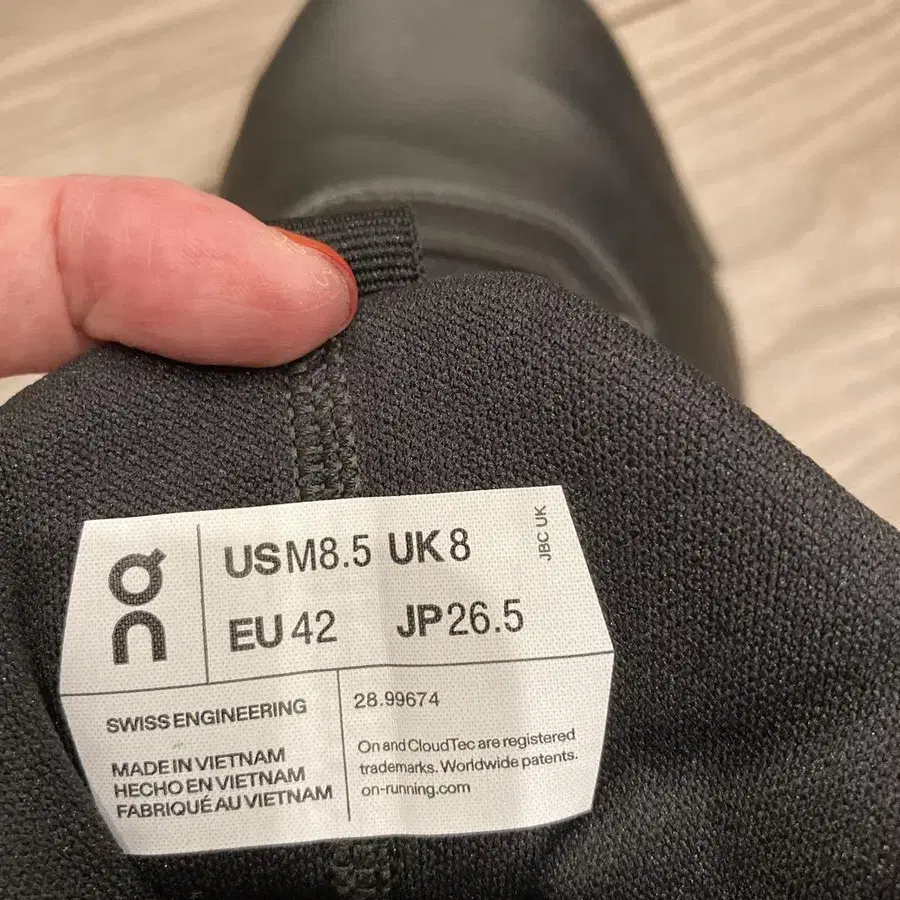 On
US M8.5 UK 8
EU 42 JP 26.5
JBC UK
SWISS ENGINEERING
MADE IN VIETNAM
HECHO EN VIETNAM
FABRIQUÉ AU VIETNAM
28.99674
On and CloudTec are registered
trademarks. Worldwide patents.
on-running.com